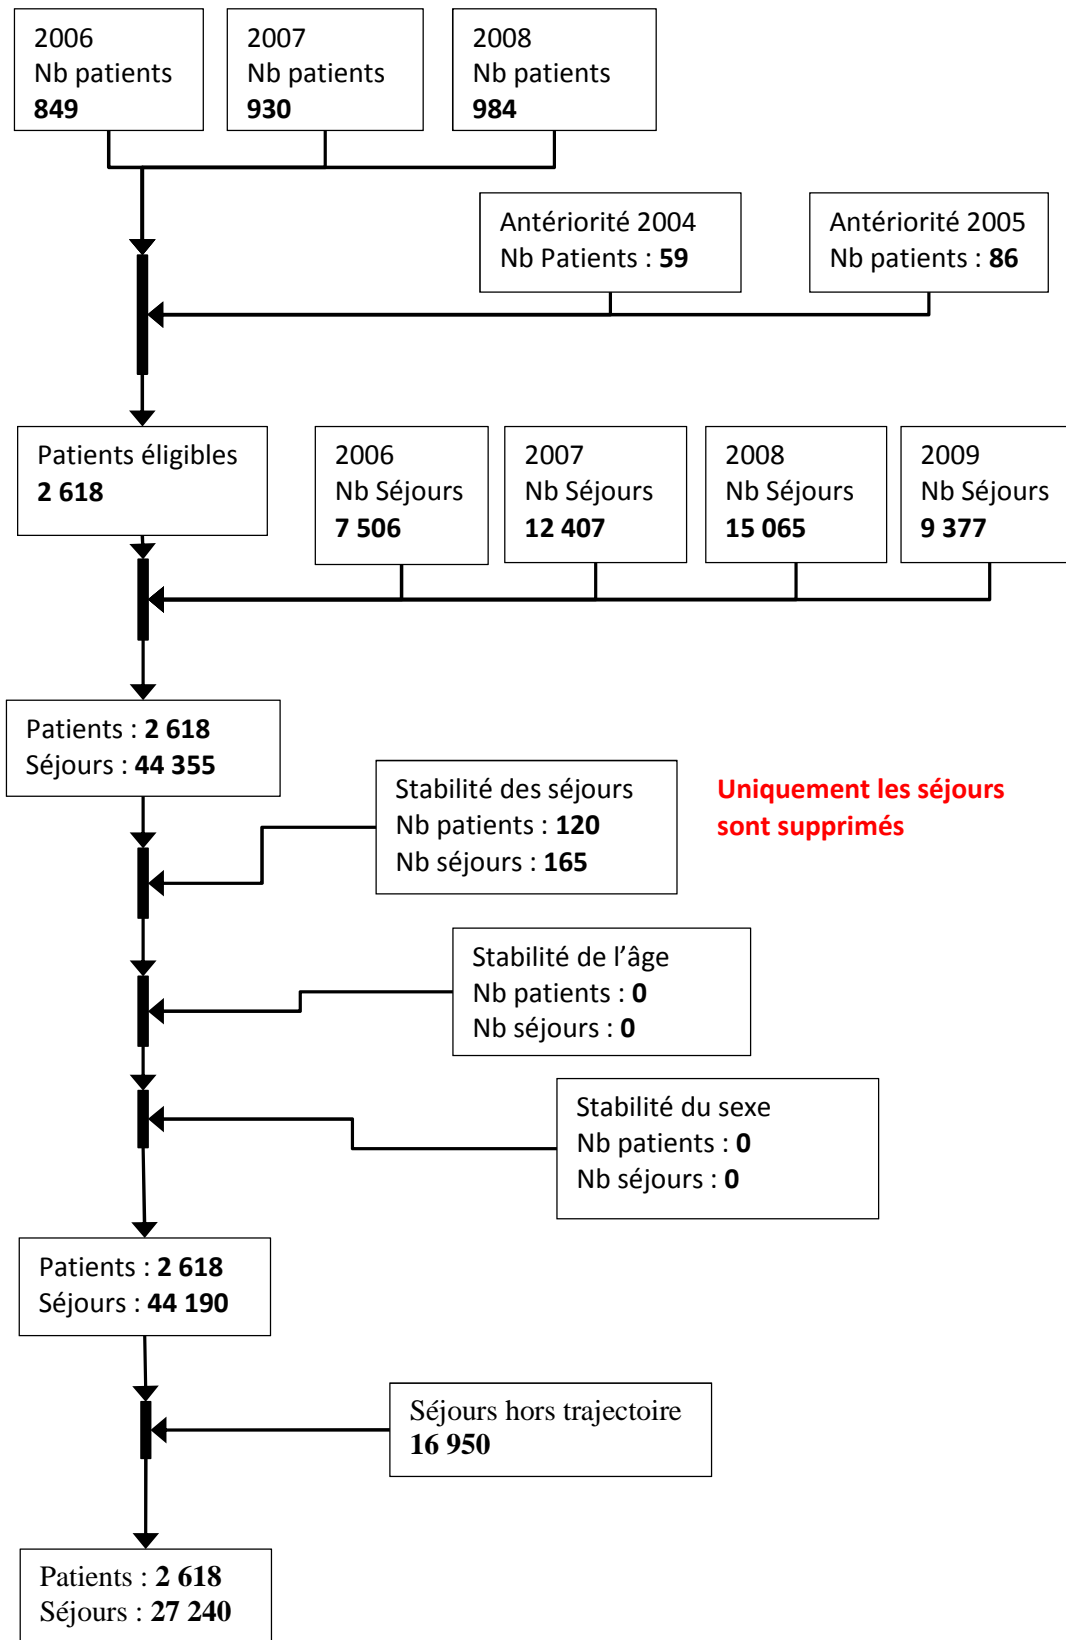 2006
Nb patients
849
2007
Nb patients
930
2008
Nb patients
984
Antériorité 2004
Nb Patients : 59
Antériorité 2005
Nb patients : 86
Patients éligibles
2 618
2006
Nb Séjours
7 506
2007
Nb Séjours
12 407
2008
Nb Séjours
15 065
2009
Nb Séjours
9 377
Patients : 2 618
Séjours : 44 355
Stabilité des séjours
Nb patients : 120
Nb séjours : 165
Uniquement les séjours
sont supprimés
Stabilité de l’âge
Nb patients : 0
Nb séjours : 0
Stabilité du sexe
Nb patients : 0
Nb séjours : 0
Patients : 2 618
Séjours : 44 190
Séjours hors trajectoire
16 950
Patients : 2 618
Séjours : 27 240